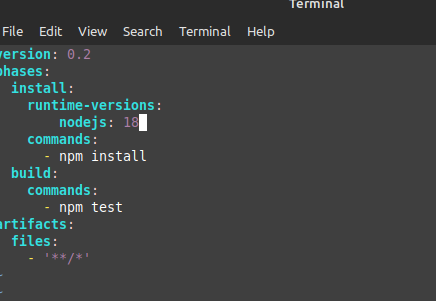 Terminal
File Edit View Search Terminal Help
version: 0.2
phases:
  install:
    runtime-versions:
        nodejs: 18
    commands:
      - npm install
  build:
    commands:
      - npm test
artifacts:
  files:
    - '**/*'
~
~